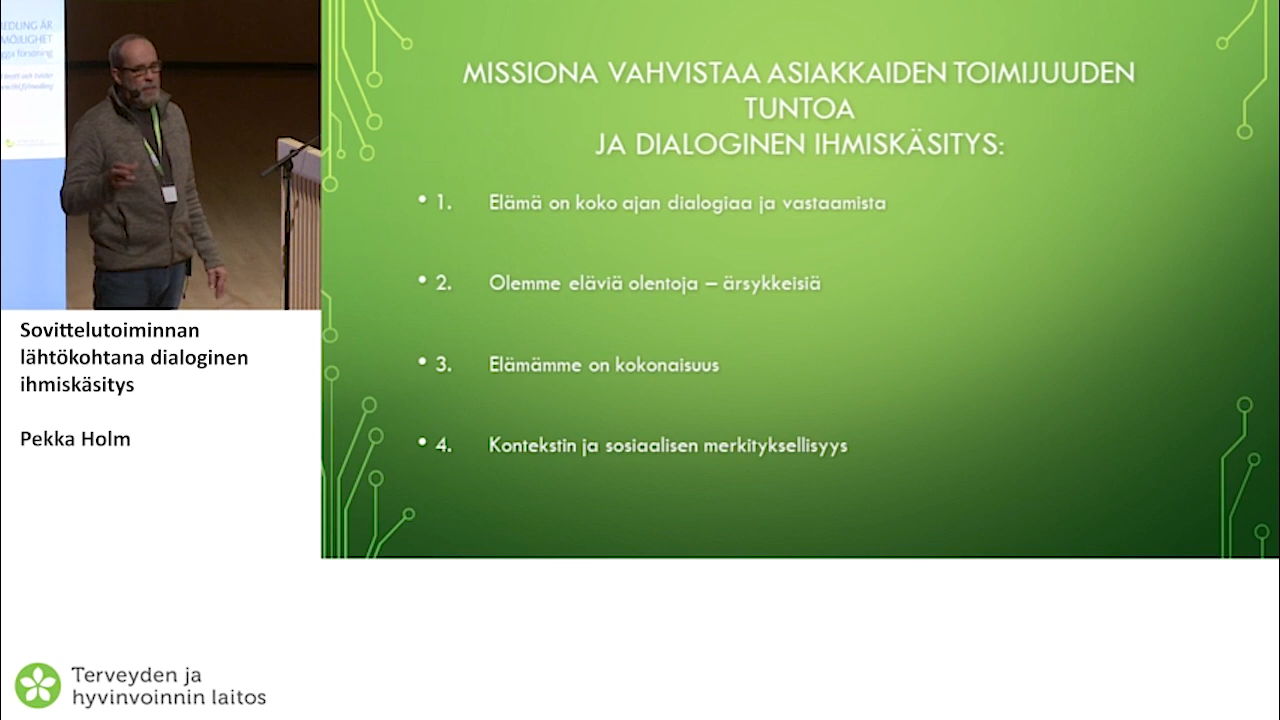 MÖJLIGHET
MISSIONA VAHVISTAA ASIAKKAIDEN TOIMIJUUDEN
TUNTOA
JA DIALOGINEN IHMISKÄSITYS:
• 1. Elämä on koko ajan dialogiaa ja vastaamista
• 2. Olemme eläviä olentoja – ärsykkeisiä
• 3. Elämämme on kokonaisuus
• 4. Kontekstin ja sosiaalisen merkityksellisyys
Sovittelutoiminnan
lähtökohtana dialoginen
ihmiskäsitys
Pekka Holm
Terveyden ja
hyvinvoinnin laitos